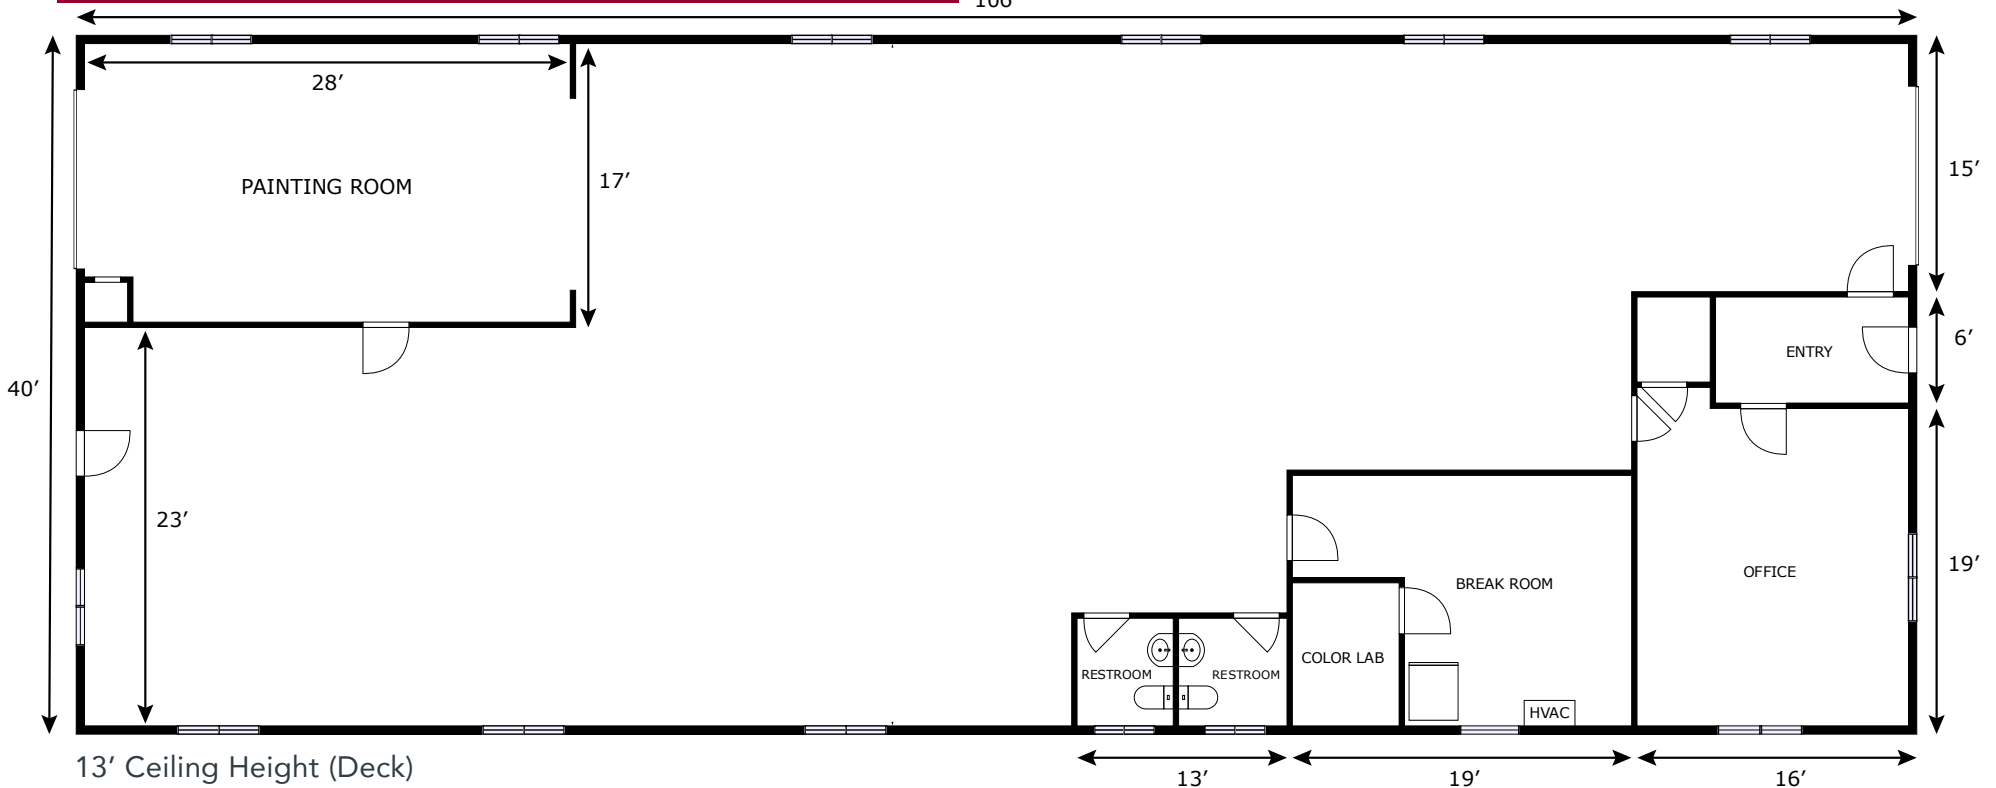 106'
28′
PAINTING ROOM
17′
15′
6′
ENTRY
40′
23′
19′
OFFICE
BREAK ROOM
COLOR LAB
RESTROOM
RESTROOM
HVAC
13′ Ceiling Height (Deck)
13′
19′
16′